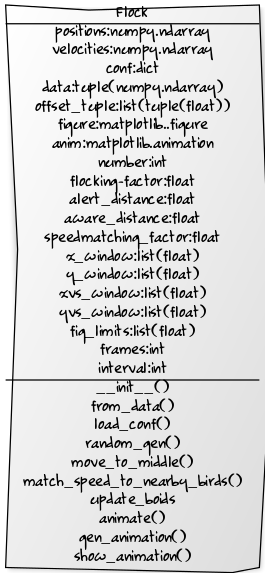 Flock
positions:numpy.ndarray
velocities:numpy.ndarray
conf:dict
data:tuple(numpy.ndarray)
offset_tuple:list(tuple(float))
figure:matplotlib..figure
anim:matplotlib.animation
number:int
flocking-factor:float
alert_distance:float
aware_distance:float
speedmatching_factor:float
x_window:list(float)
y_window:list(float)
xvs_window:list(float)
yvs_window:list(float)
fig_limits:list(float)
frames:int
interval:int
__init__()
from_data()
load_conf()
random_gen()
move_to_middle()
match_speed_to_nearby_birds()
update_boids
animate()
gen_animation()
show_animation()